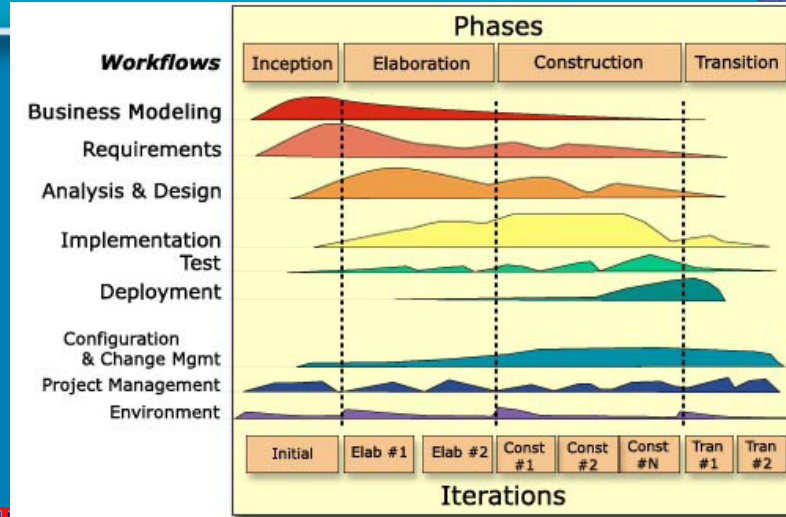 Phases
Workflows
Inception
Elaboration
Construction
Transition
Business Modeling
Requirements
Analysis & Design
Implementation
Test
Deployment
Configuration
& Change Mgmt
Project Management
Environment
Initial
Elab #1
Elab #2
Const
#1
Const
#2
Const
#N
Tran
#1
Tran
#2
Iterations